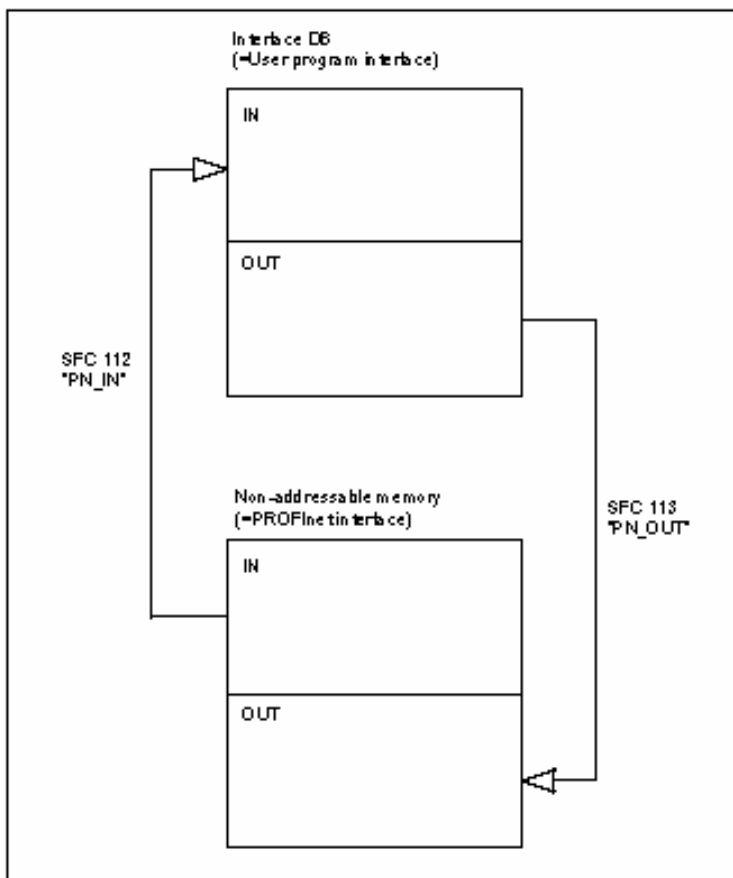 Interface DB
(=User program interface)
IN
OUT
SFC 112
"PN_IN"
Non-addressable memory
(=PROFInet interface)
SFC 113
"PN_OUT"
IN
OUT